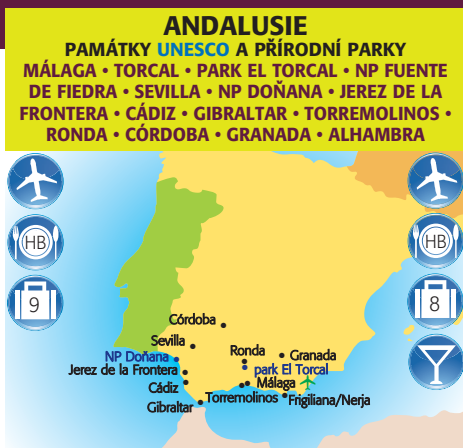 ANDALUSIE
PAMÁTKY UNESCO A PŘÍRODNÍ PARKY
MÁLAGA • TORCAL • PARK EL TORCAL • NP FUENTE
DE FIEDRA • SEVILLA • NP DOÑANA • JEREZ DE LA
FRONTERA • CÁDIZ • GIBRALTAR • TORREMOLINOS •
RONDA • CÓRDOBA • GRANADA • ALHAMBRA
HB
HB
9
8
Córdoba
Sevilla
NP Doñana
Ronda
Granada
Jerez de la Frontera
park El Torcal
Cádiz
Málaga
Gibraltar
Torremolinos
Frigiliana/Nerja